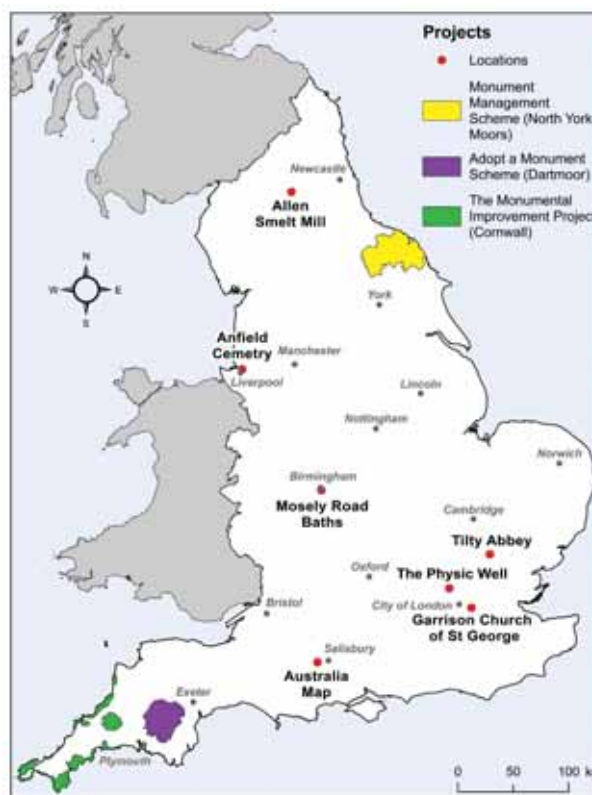 Projects
Locations
Monument
Management
Scheme (North York
Moors)
Adopt a Monument
Scheme (Dartmoor)
The Monumental
Improvement Project
(Cornwall)
Newcastle
Allen
Smelt Mill
N
W E
S
York
Anfield
Cemetry
Manchester
Liverpool
Lincoln
Nottingham
Norwich
Birmingham
Mosely Road
Baths
Cambridge
Tilty Abbey
Oxford
The Physic Well
Bristol
City of London
Garrison Church
of St George
Salisbury
Australia
Map
Exeter
Plymouth
0 50 100